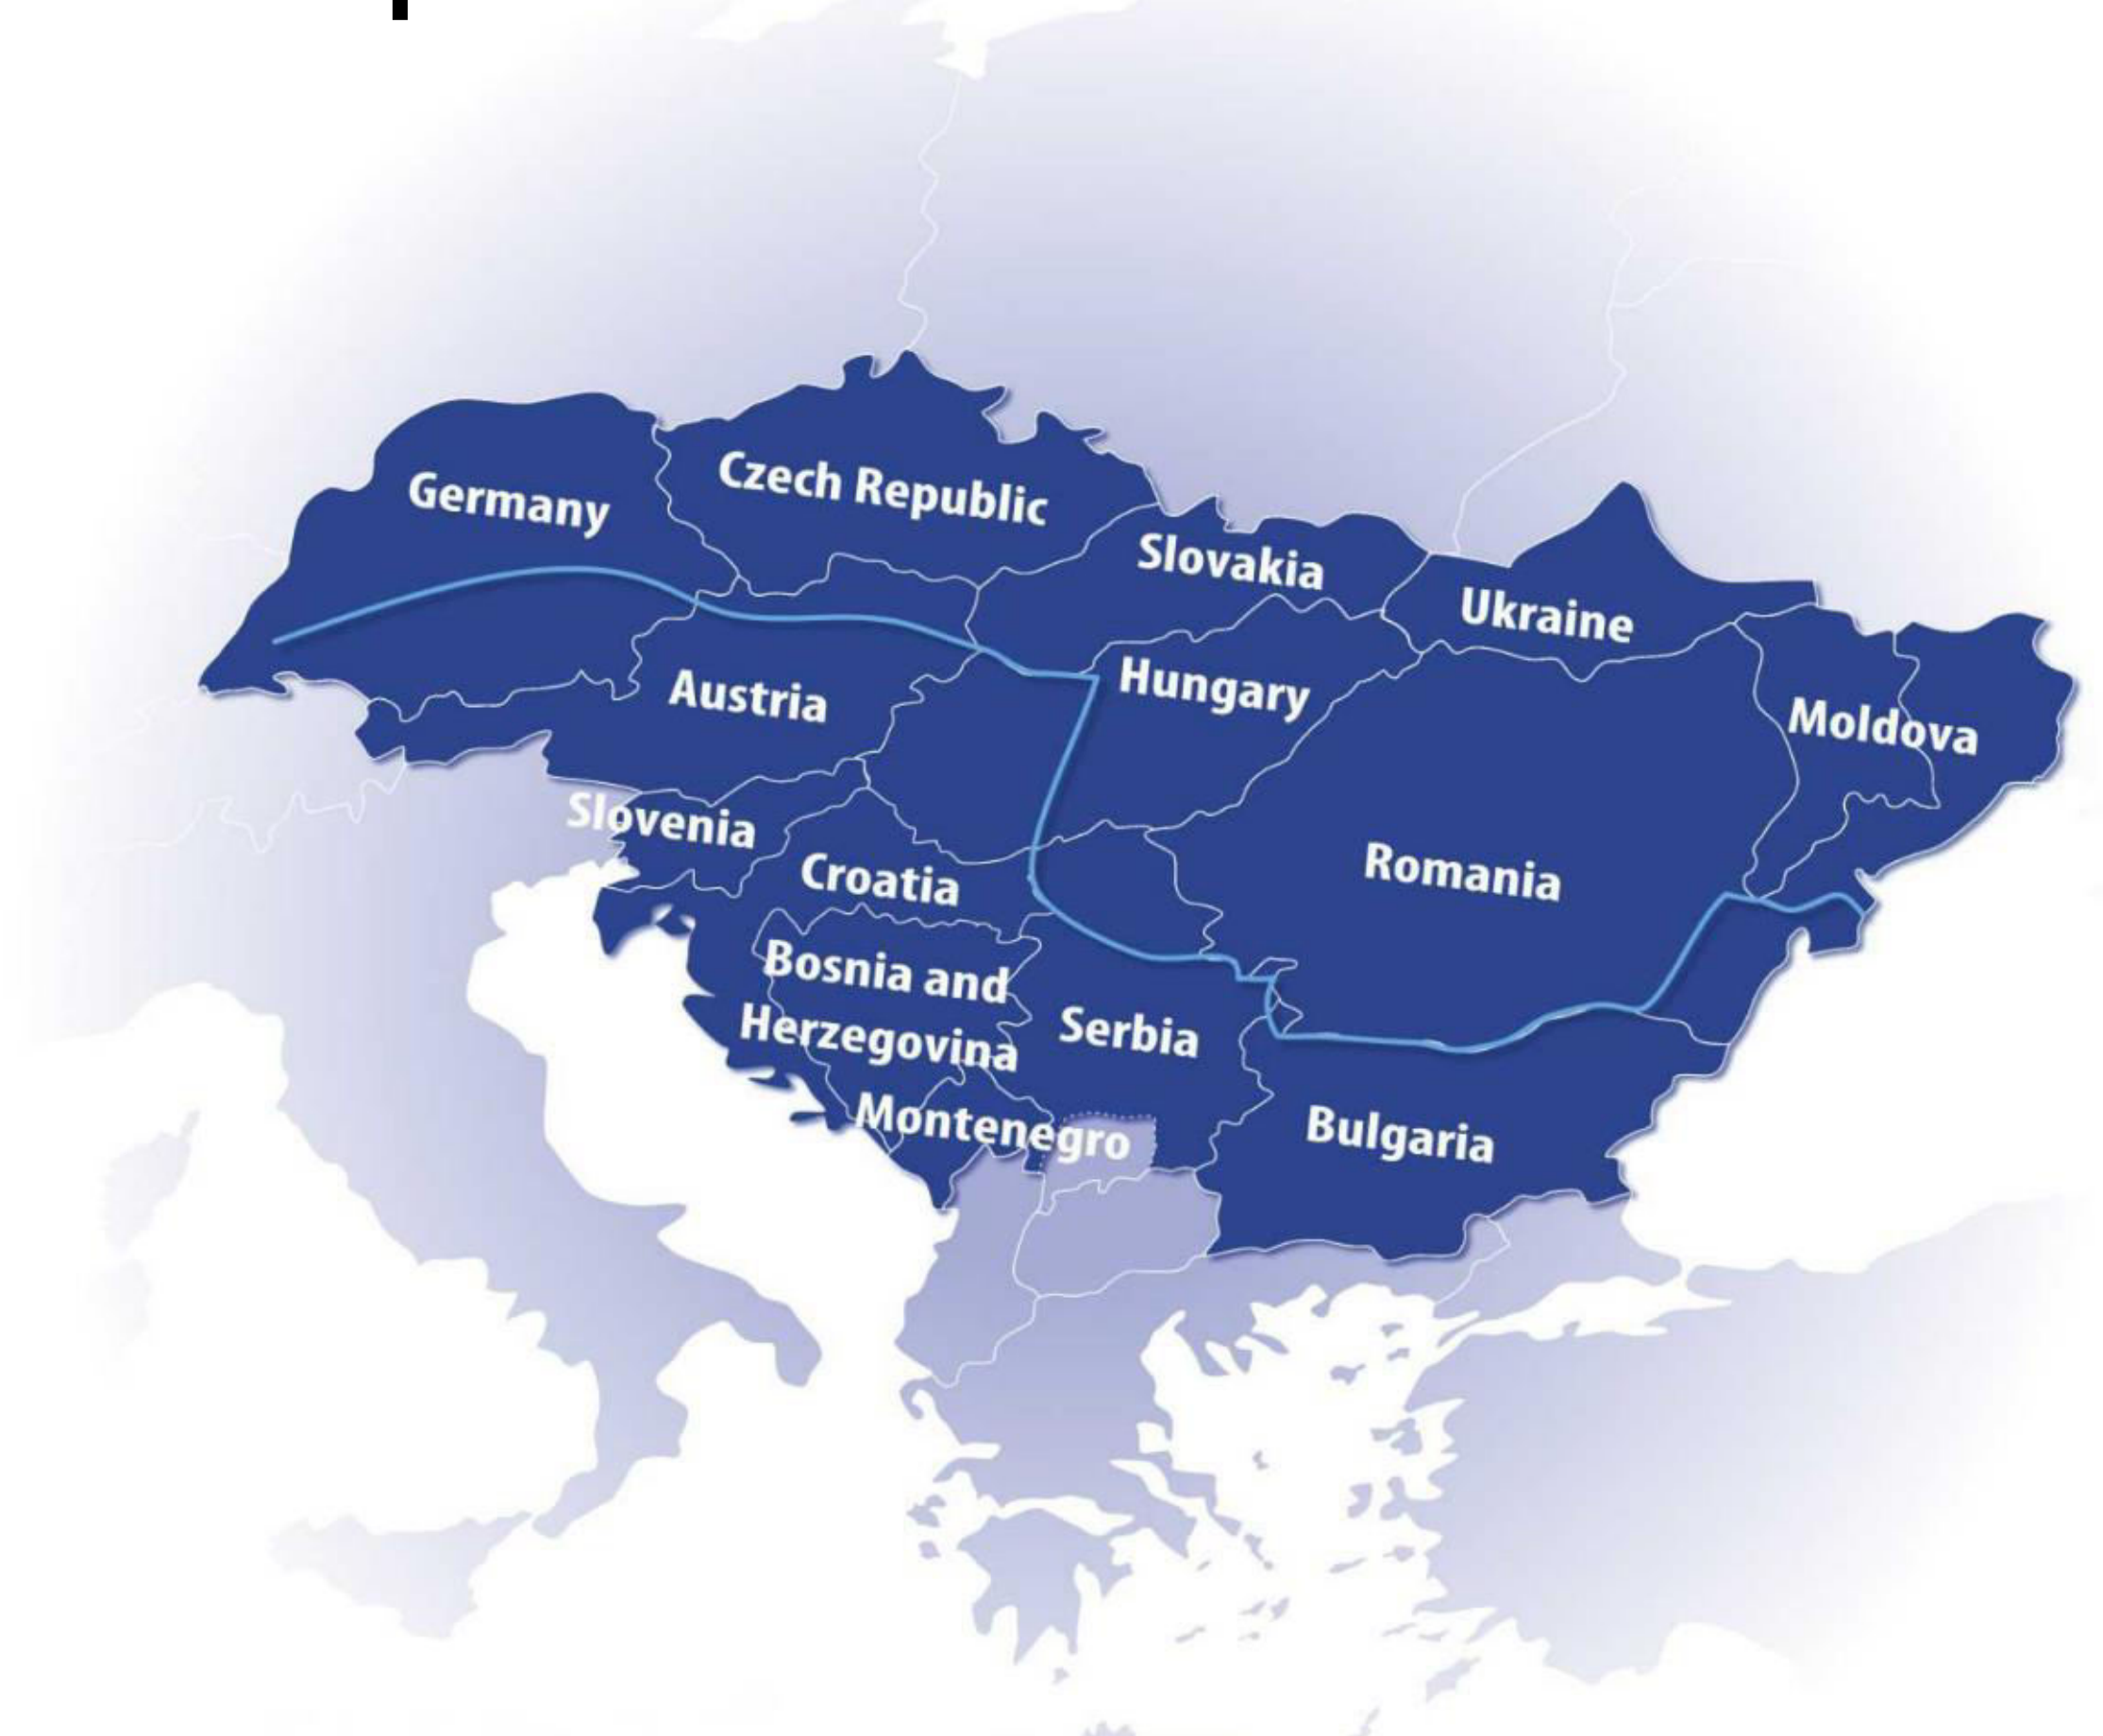 Germany
Czech Republic
Slovakia
Ukraine
Austria
Hungary
Moldova
Slovenia
Croatia
Romania
Bosnia and
Herzegovina
Serbia
Montenegro
Bulgaria